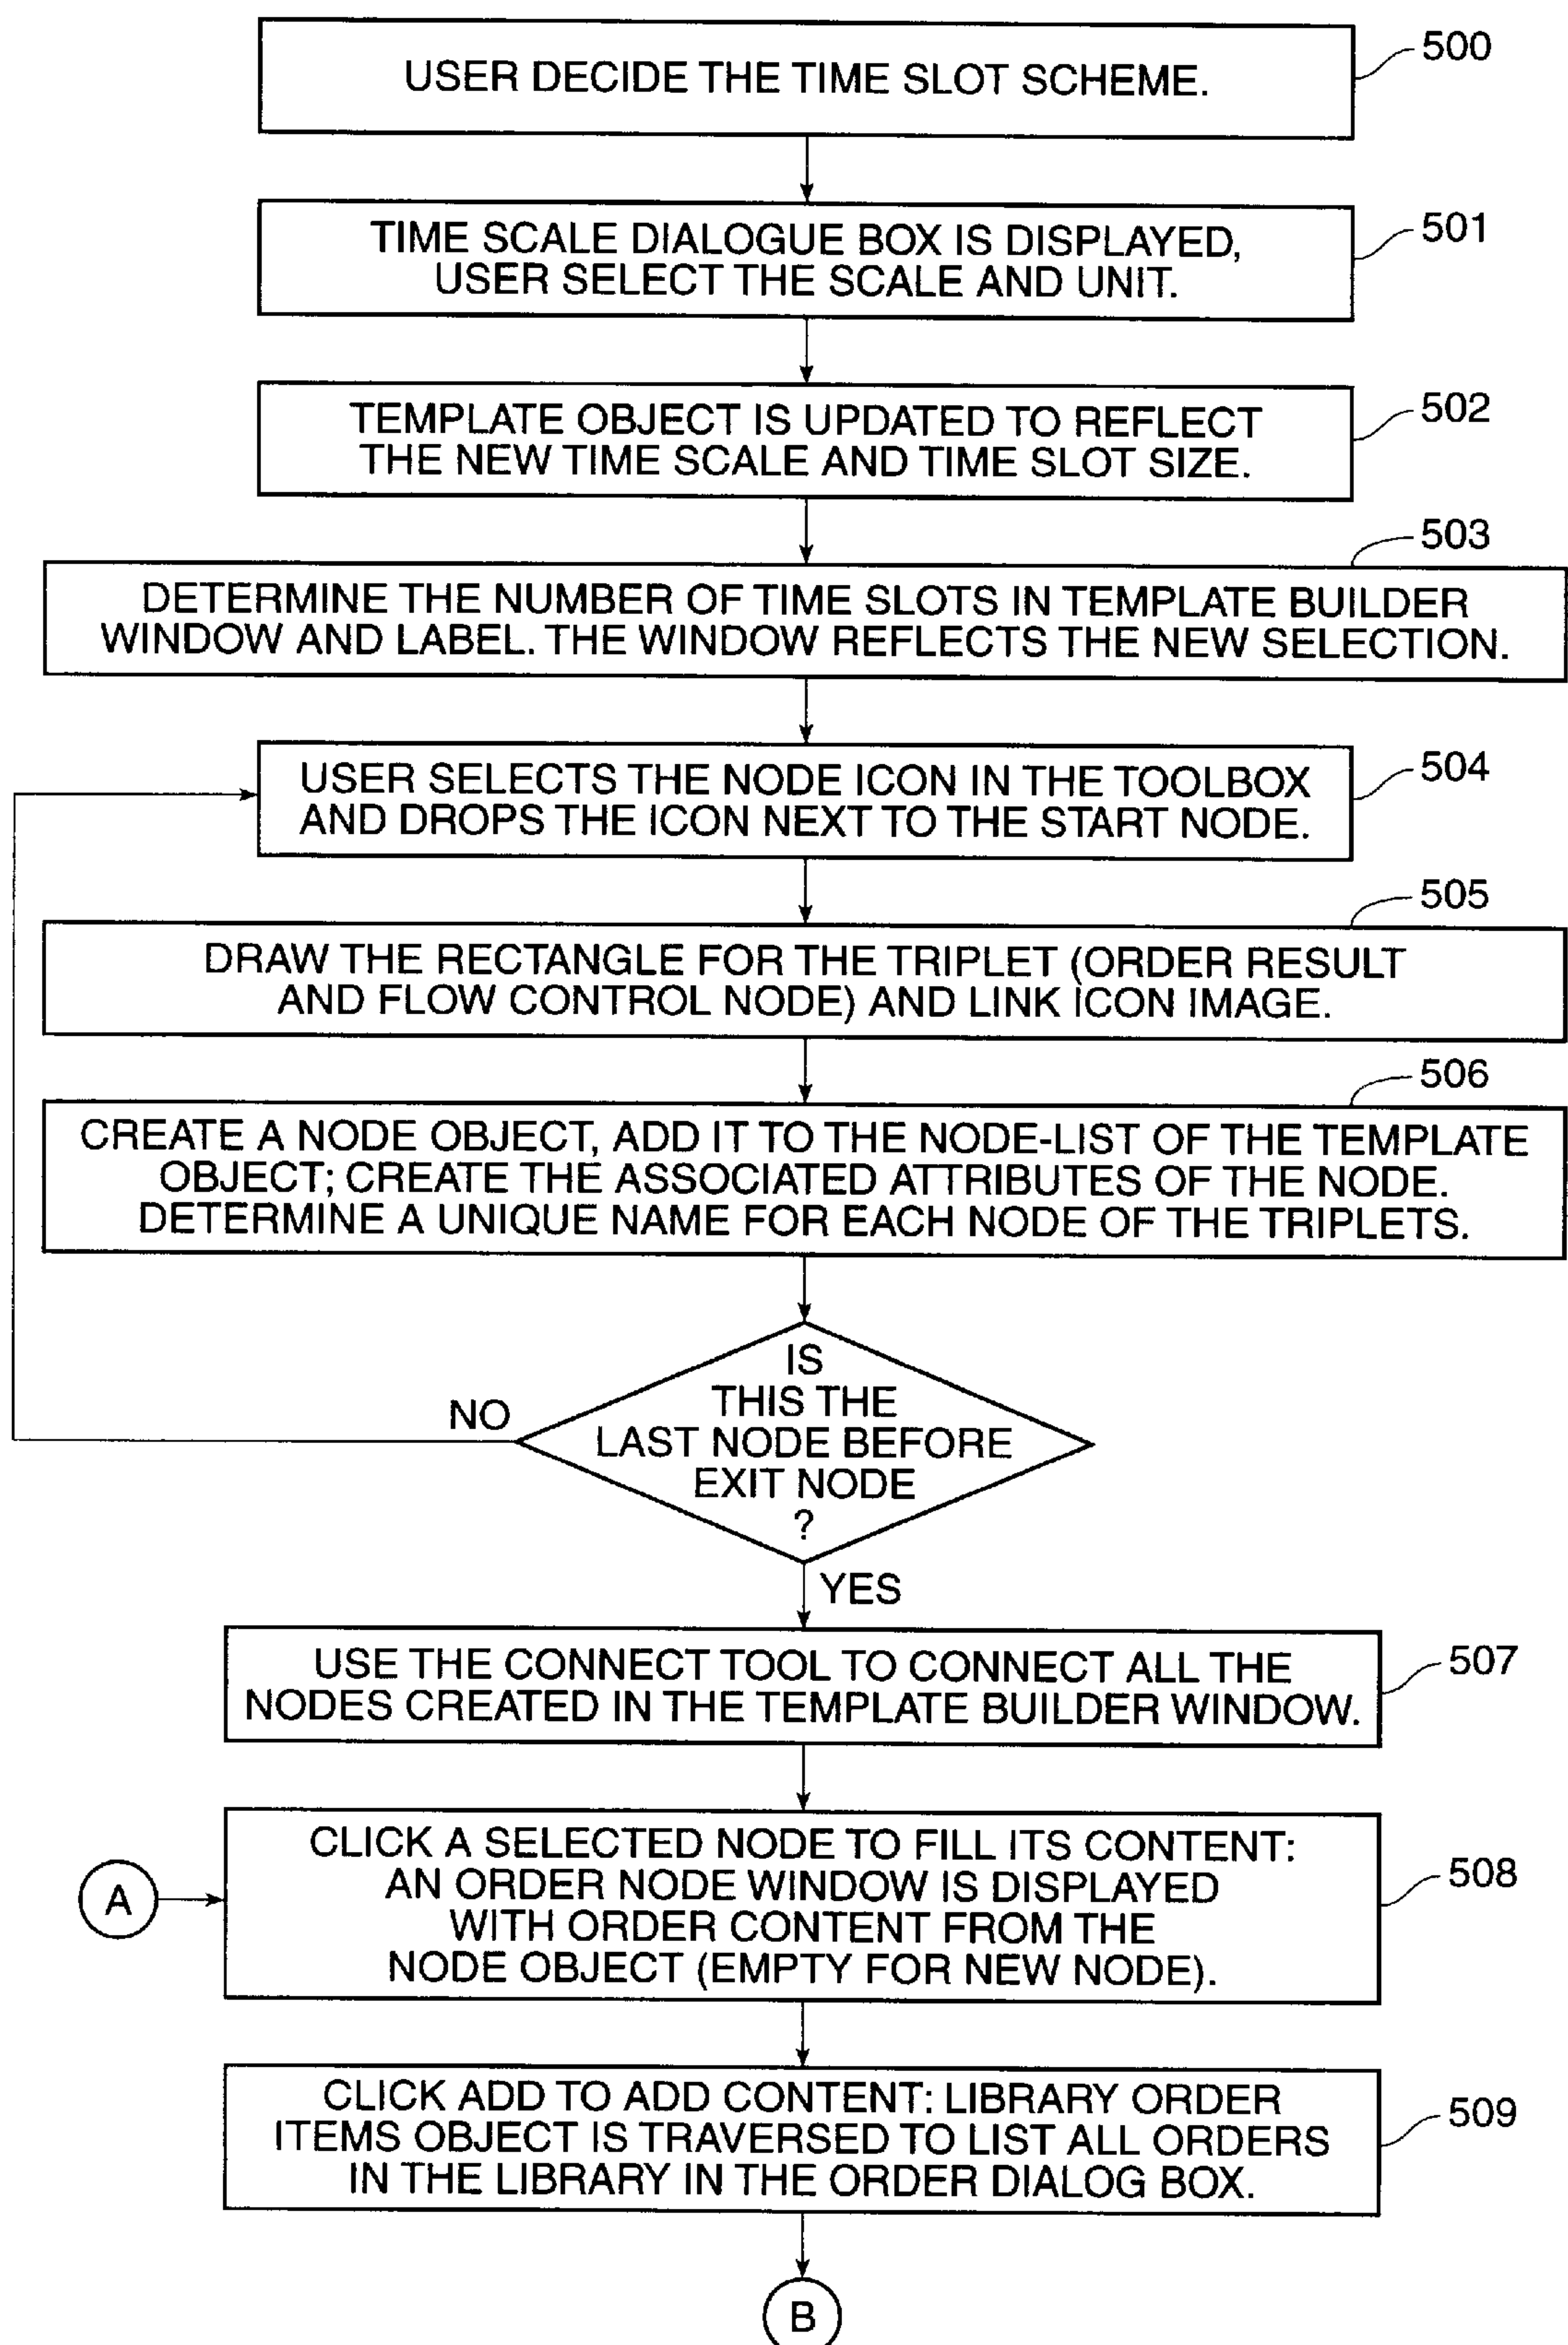 500
USER DECIDE THE TIME SLOT SCHEME.
501
TIME SCALE DIALOGUE BOX IS DISPLAYED,
USER SELECT THE SCALE AND UNIT.
502
TEMPLATE OBJECT IS UPDATED TO REFLECT
THE NEW TIME SCALE AND TIME SLOT SIZE.
503
DETERMINE THE NUMBER OF TIME SLOTS IN TEMPLATE BUILDER
WINDOW AND LABEL. THE WINDOW REFLECTS THE NEW SELECTION.
504
USER SELECTS THE NODE ICON IN THE TOOLBOX
AND DROPS THE ICON NEXT TO THE START NODE.
505
DRAW THE RECTANGLE FOR THE TRIPLET (ORDER RESULT
AND FLOW CONTROL NODE) AND LINK ICON IMAGE.
506
CREATE A NODE OBJECT, ADD IT TO THE NODE-LIST OF THE TEMPLATE
OBJECT; CREATE THE ASSOCIATED ATTRIBUTES OF THE NODE.
DETERMINE A UNIQUE NAME FOR EACH NODE OF THE TRIPLETS.
IS
THIS THE
LAST NODE BEFORE
EXIT NODE
?
NO
YES
507
USE THE CONNECT TOOL TO CONNECT ALL THE
NODES CREATED IN THE TEMPLATE BUILDER WINDOW.
508
CLICK A SELECTED NODE TO FILL ITS CONTENT:
AN ORDER NODE WINDOW IS DISPLAYED
WITH ORDER CONTENT FROM THE
NODE OBJECT (EMPTY FOR NEW NODE).
A
509
CLICK ADD TO ADD CONTENT: LIBRARY ORDER
ITEMS OBJECT IS TRAVERSED TO LIST ALL ORDERS
IN THE LIBRARY IN THE ORDER DIALOG BOX.
B